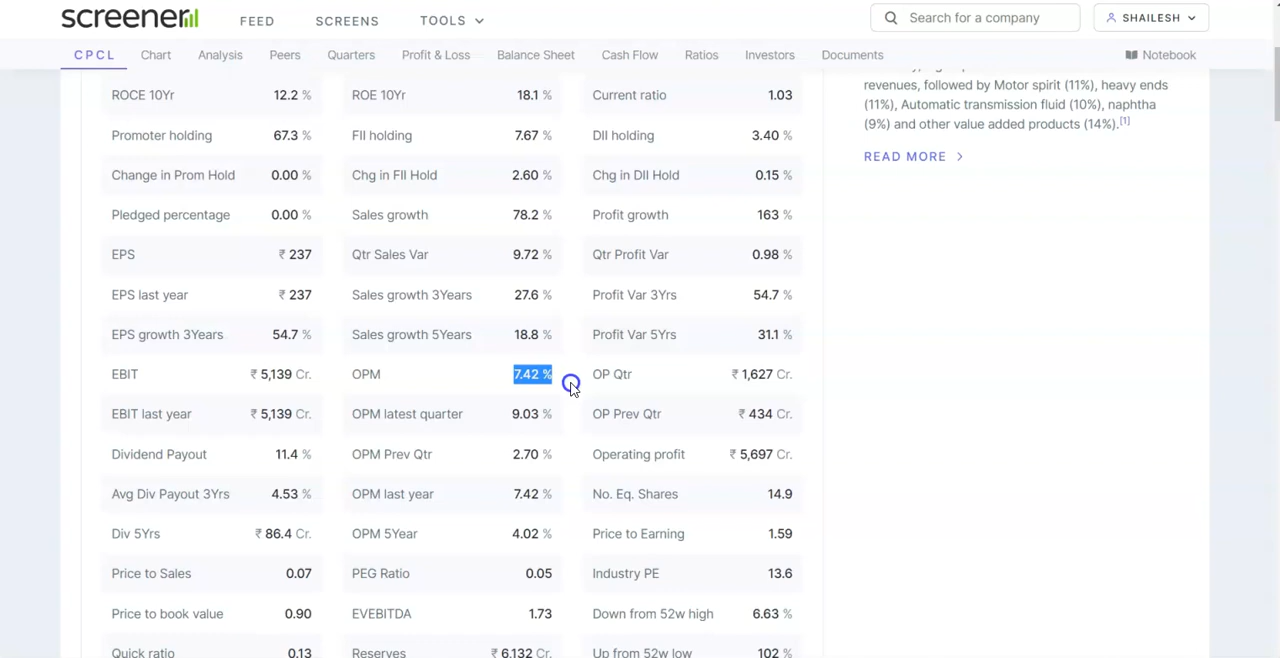 screener
FEED
SCREENS
TOOLS
Search for a company
SHAILESH
CPCL
Chart
Analysis
Peers
Quarters
Profit & Loss
Balance Sheet
Cash Flow
Ratios
Investors
Documents
Notebook
ROCE 10Yr 12.2 %
ROE 10Yr 18.1 %
Current ratio 1.03
Promoter holding 67.3 %
FII holding 7.67 %
DII holding 3.40 %
Change in Prom Hold 0.00 %
Chg in FII Hold 2.60 %
Chg in DII Hold 0.15 %
Pledged percentage 0.00 %
Sales growth 78.2 %
Profit growth 163 %
EPS ₹ 237
Qtr Sales Var 9.72 %
Qtr Profit Var 0.98 %
EPS last year ₹ 237
Sales growth 3Years 27.6 %
Profit Var 3Yrs 54.7 %
EPS growth 3Years 54.7 %
Sales growth 5Years 18.8 %
Profit Var 5Yrs 31.1 %
EBIT ₹ 5,139 Cr.
OPM 7.42 %
OP Qtr ₹ 1,627 Cr.
EBIT last year ₹ 5,139 Cr.
OPM latest quarter 9.03 %
OP Prev Qtr ₹ 434 Cr.
Dividend Payout 11.4 %
OPM Prev Qtr 2.70 %
Operating profit ₹ 5,697 Cr.
Avg Div Payout 3Yrs 4.53 %
OPM last year 7.42 %
No. Eq. Shares 14.9
Div 5Yrs ₹ 86.4 Cr.
OPM 5Year 4.02 %
Price to Earning 1.59
Price to Sales 0.07
PEG Ratio 0.05
Industry PE 13.6
Price to book value 0.90
EVEBITDA 1.73
Down from 52w high 6.63 %
Quick ratio 0.13
Reserves ₹ 6,132 Cr.
Up from 52w low 102 %
revenues, followed by Motor spirit (11%), heavy ends
(11%), Automatic transmission fluid (10%), naphtha
(9%) and other value added products (14%).[1]
READ MORE